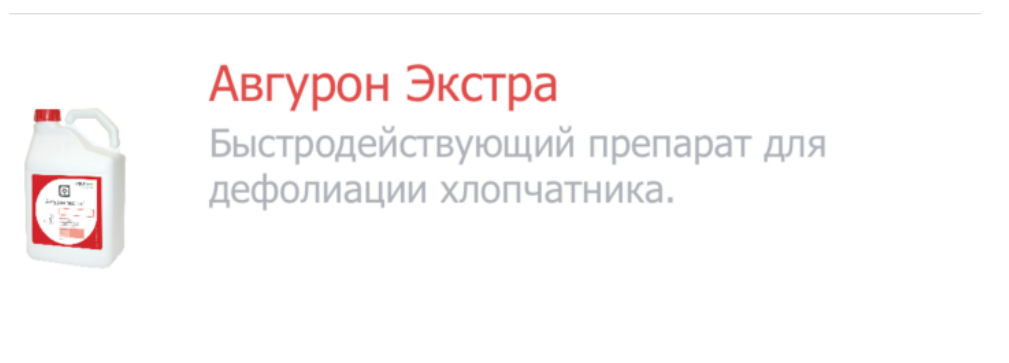 Авгурон Экстра
Быстродействующий препарат для
дефолиации хлопчатника.